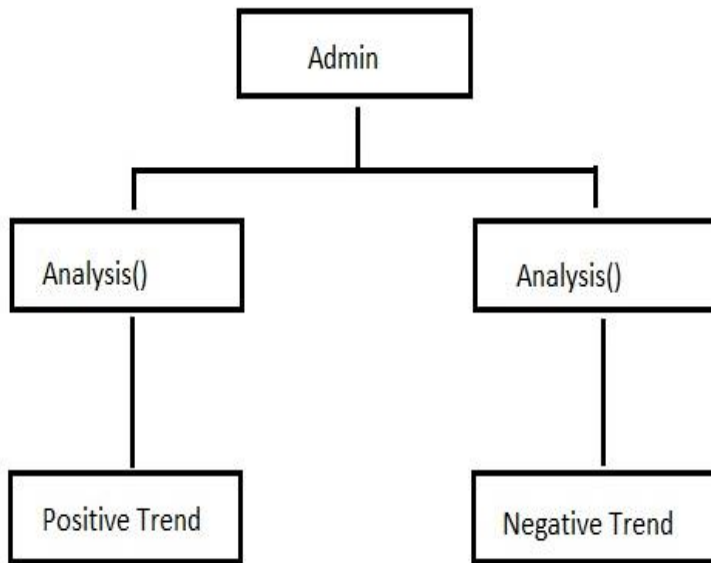 Admin
Analysis()
Analysis()
Positive Trend
Negative Trend